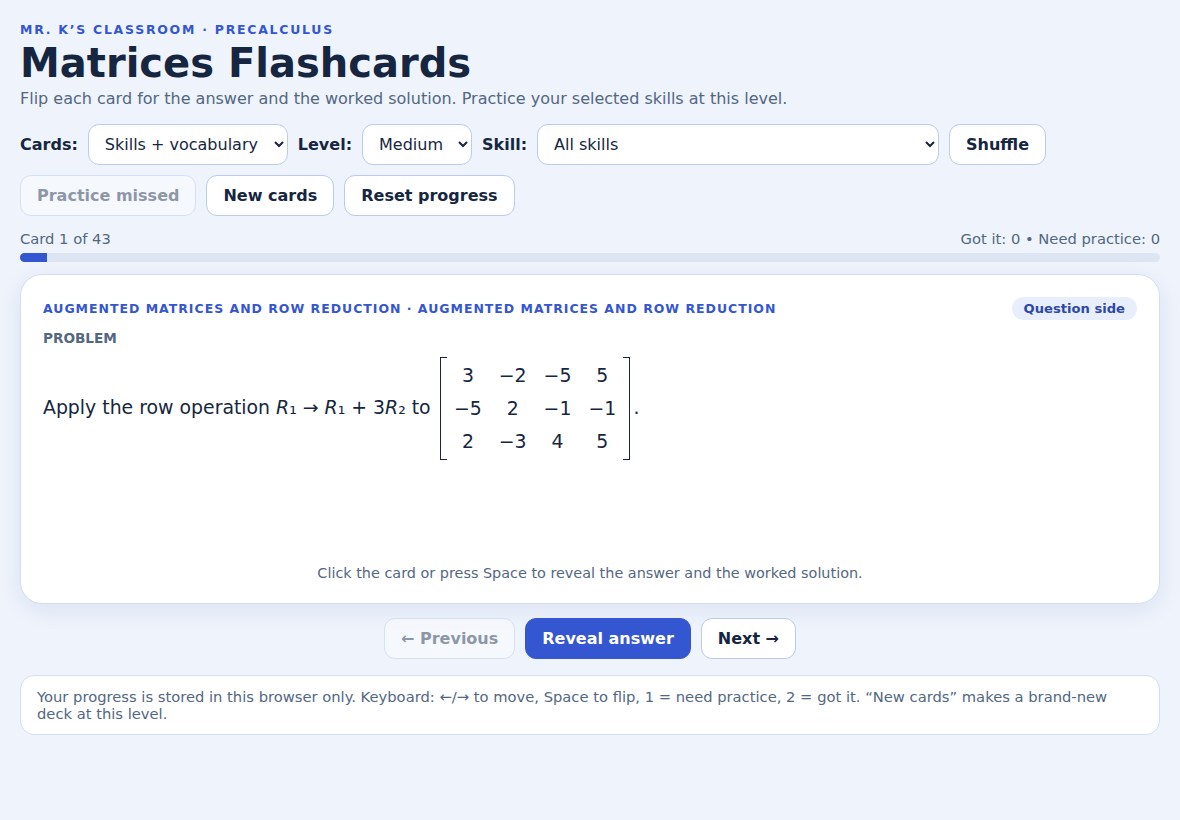 MR. K’S CLASSROOM · PRECALCULUS
Matrices Flashcards
Flip each card for the answer and the worked solution. Practice your selected skills at this level.
Cards: Skills + vocabulary Level: Medium Skill: All skills Shuffle
Practice missed New cards Reset progress
Card 1 of 43 Got it: 0 • Need practice: 0
AUGMENTED MATRICES AND ROW REDUCTION · AUGMENTED MATRICES AND ROW REDUCTION Question side
PROBLEM
3 −2 −5 5
Apply the row operation R₁ → R₁ + 3R₂ to −5 2 −1 −1 .
2 −3 4 5
Click the card or press Space to reveal the answer and the worked solution.
← Previous Reveal answer Next →
Your progress is stored in this browser only. Keyboard: ←/→ to move, Space to flip, 1 = need practice, 2 = got it. “New cards” makes a brand-new
deck at this level.